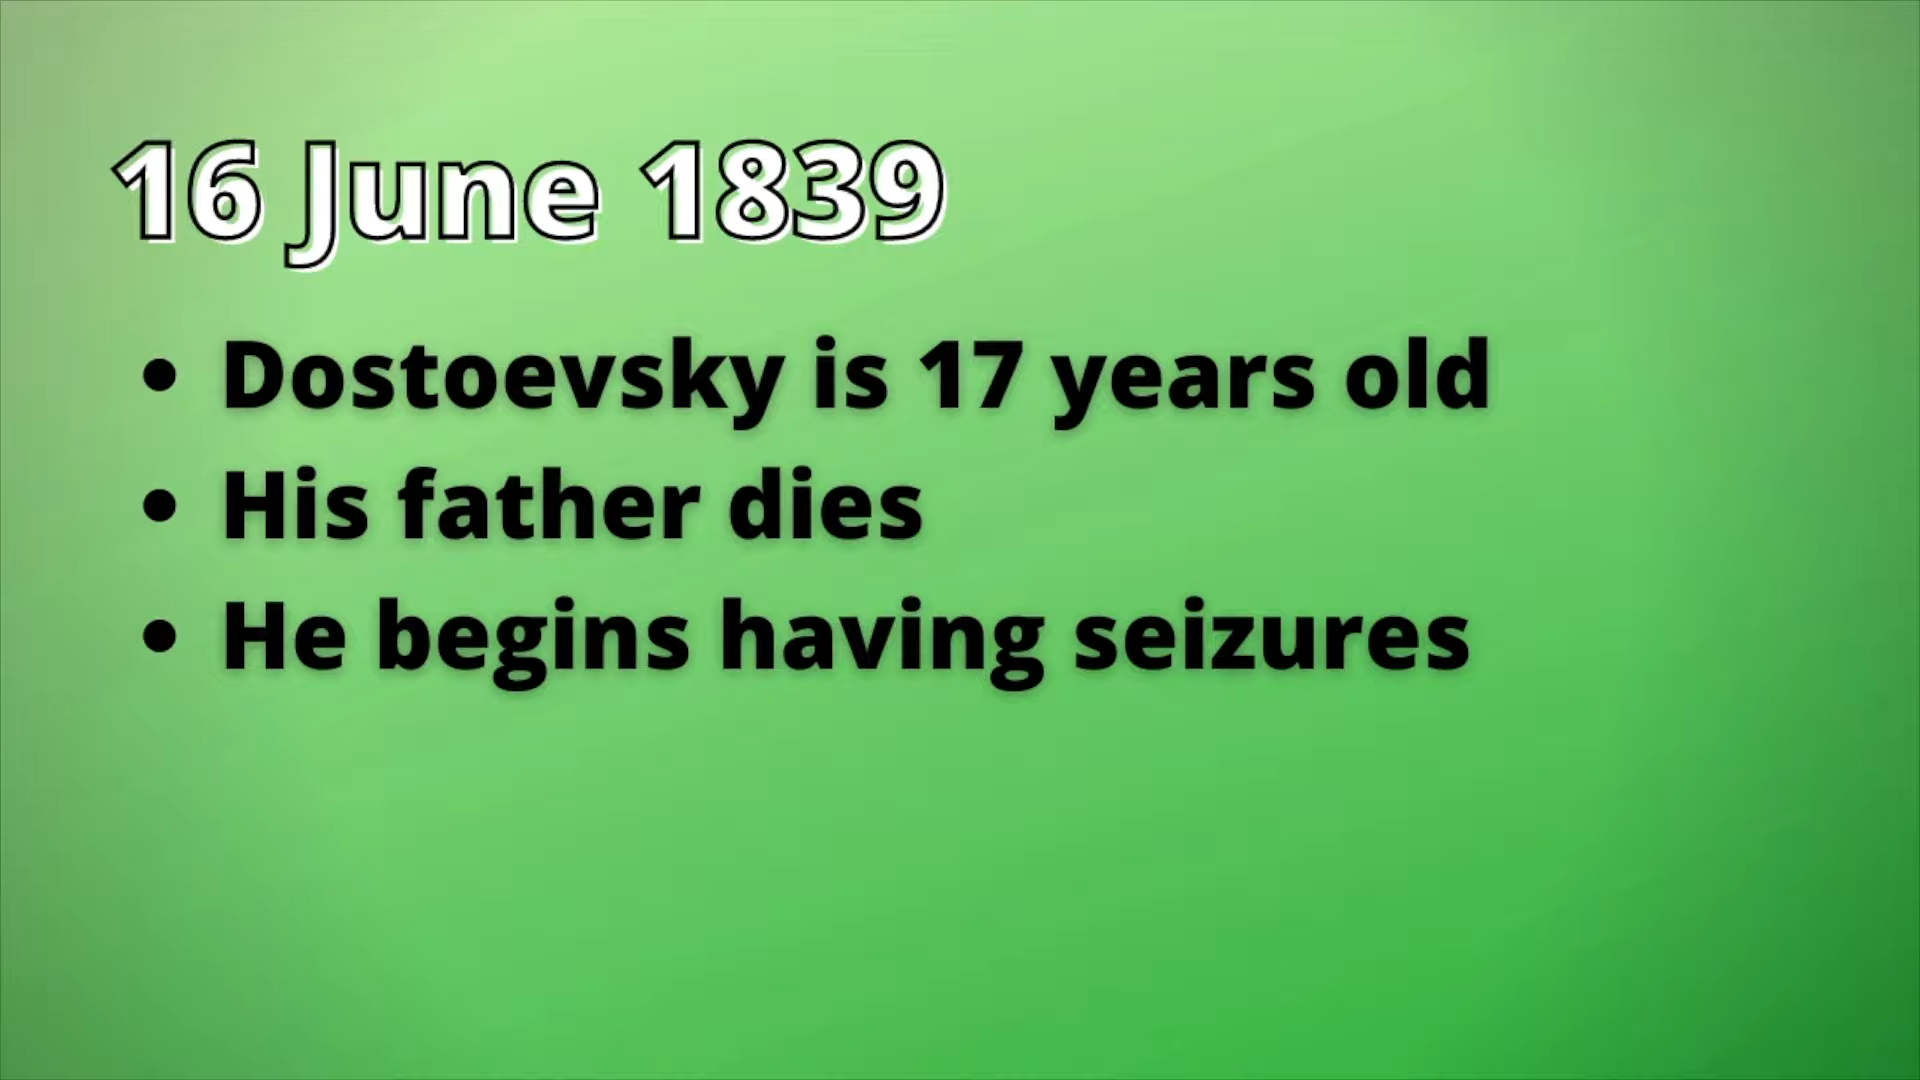 16 June 1839
• Dostoevsky is 17 years old
• His father dies
• He begins having seizures